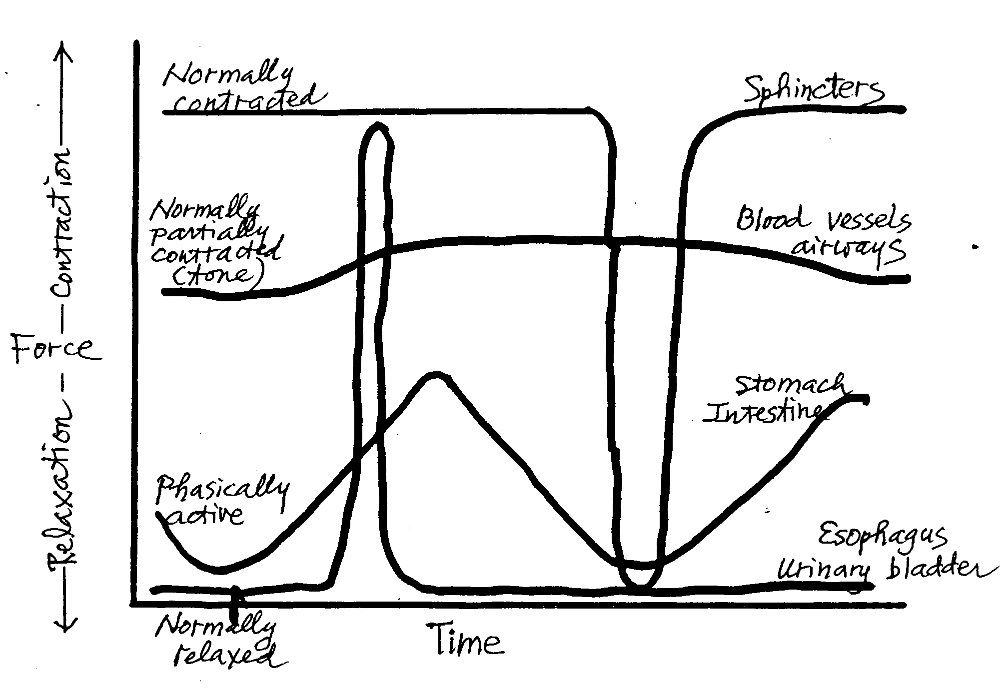 Normally
contracted
Sphincters
Normally
partially
contracted
(tone)
Blood vessels
airways
Stomach
Intestine
Phasically
active
Esophagus
Urinary bladder
Normally
relaxed
Time
Relaxation - Force - Contraction